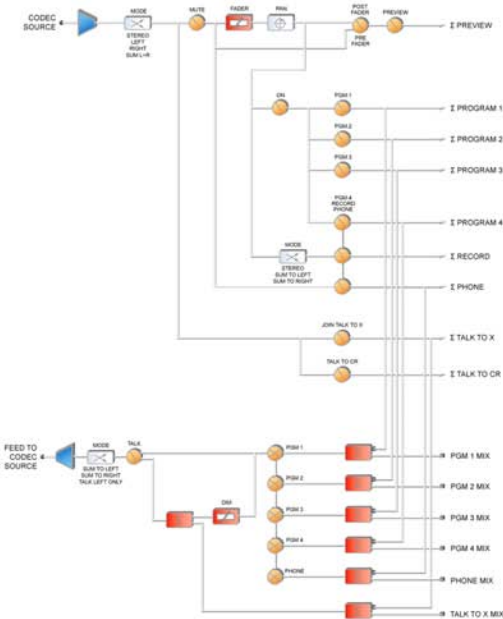 CODEC
SOURCE
MODE
STEREO
LEFT
RIGHT
SUM L+R
MUTE
FADER
PAN
POST
FADER
PRE
FADER
PREVIEW
Σ PREVIEW
ON
PGM 1
Σ PROGRAM 1
PGM 2
Σ PROGRAM 2
PGM 3
Σ PROGRAM 3
PGM 4
RECORD
PHONE
Σ PROGRAM 4
MODE
STEREO
SUM TO LEFT
SUM TO RIGHT
Σ RECORD
Σ PHONE
JOIN TALK TO X
Σ TALK TO X
TALK TO CR
Σ TALK TO CR
FEED TO
CODEC
SOURCE
MODE
SUM TO LEFT
SUM TO RIGHT
TALK LEFT ONLY
TALK
DIM
PGM 1
PGM 1 MIX
PGM 2
PGM 2 MIX
PGM 3
PGM 3 MIX
PGM 4
PGM 4 MIX
PHONE
PHONE MIX
TALK TO X MIX